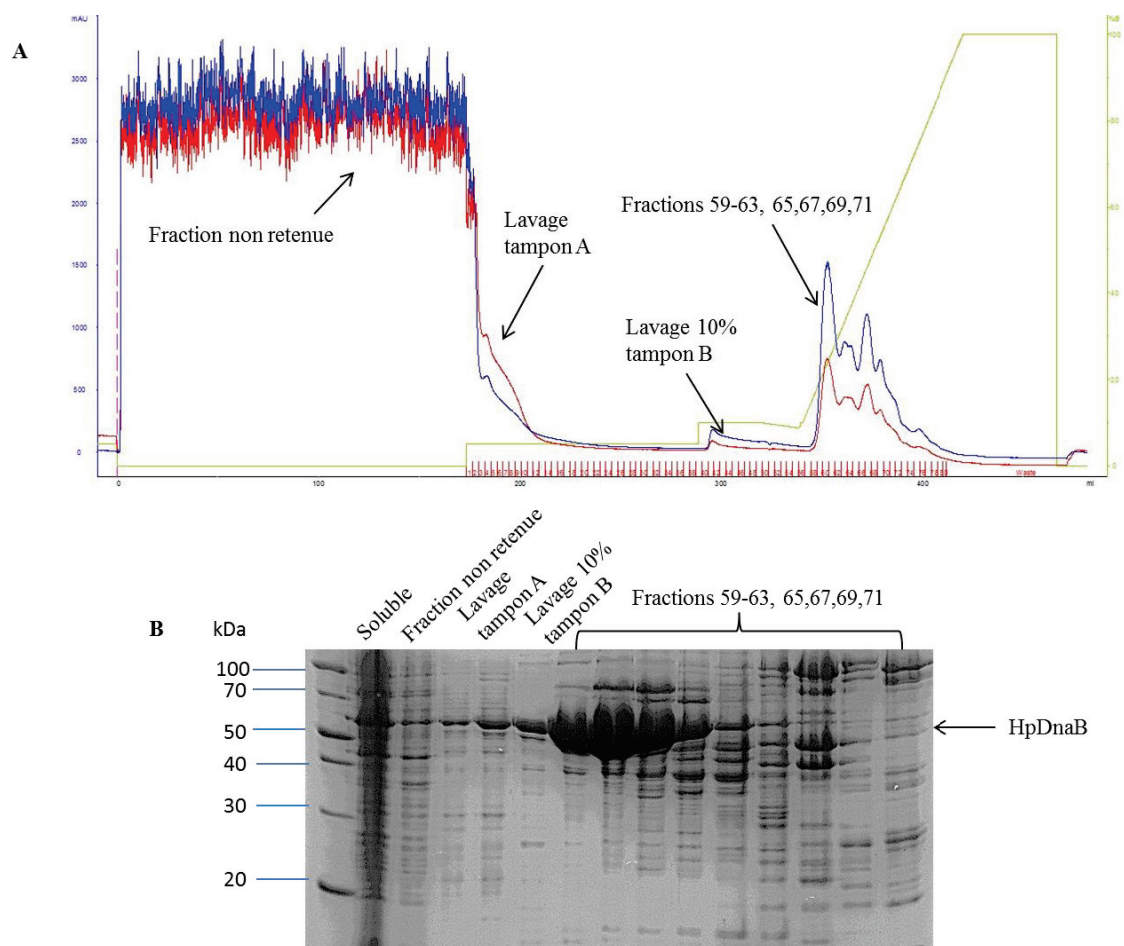 A
mAU
%B
3000
2500
2000
1500
1000
500
0
100
80
60
40
20
0
Fraction non retenue
Lavage
tampon A
Lavage 10%
tampon B
Fractions 59-63, 65,67,69,71
Waste
0
100
200
300
400
ml
B
kDa
Soluble
Fraction non retenue
Lavage
tampon A
Lavage 10%
tampon B
Fractions 59-63, 65,67,69,71
100
70
50
40
30
20
HpDnaB